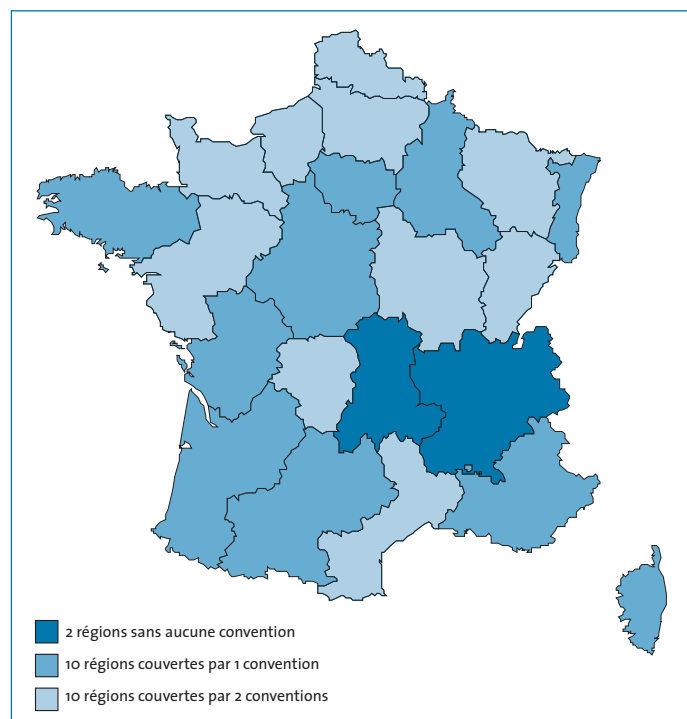 2 régions sans aucune convention
10 régions couvertes par 1 convention
10 régions couvertes par 2 conventions